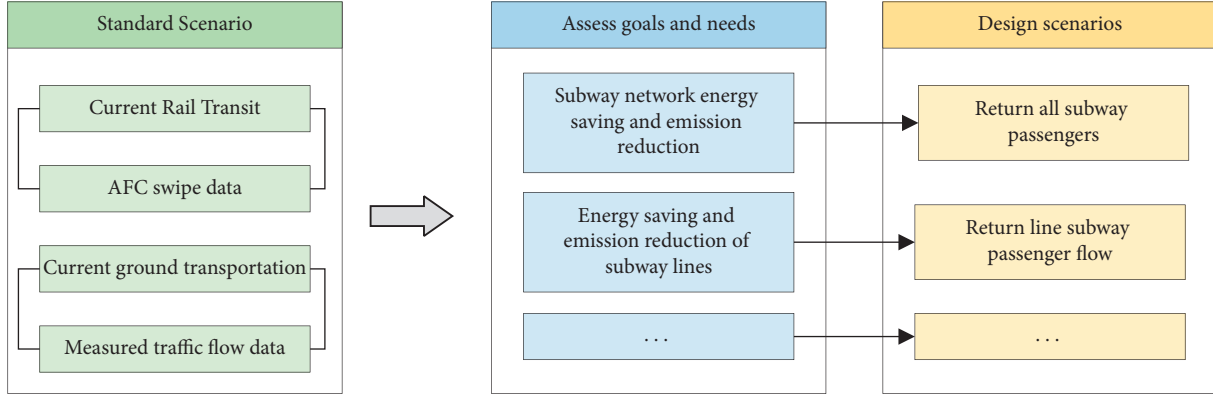 Standard Scenario
Current Rail Transit
AFC swipe data
Current ground transportation
Measured traffic flow data
Assess goals and needs
Subway network energy
saving and emission
reduction
Energy saving and
emission reduction of
subway lines
. . .
Design scenarios
Return all subway
passengers
Return line subway
passenger flow
. . .